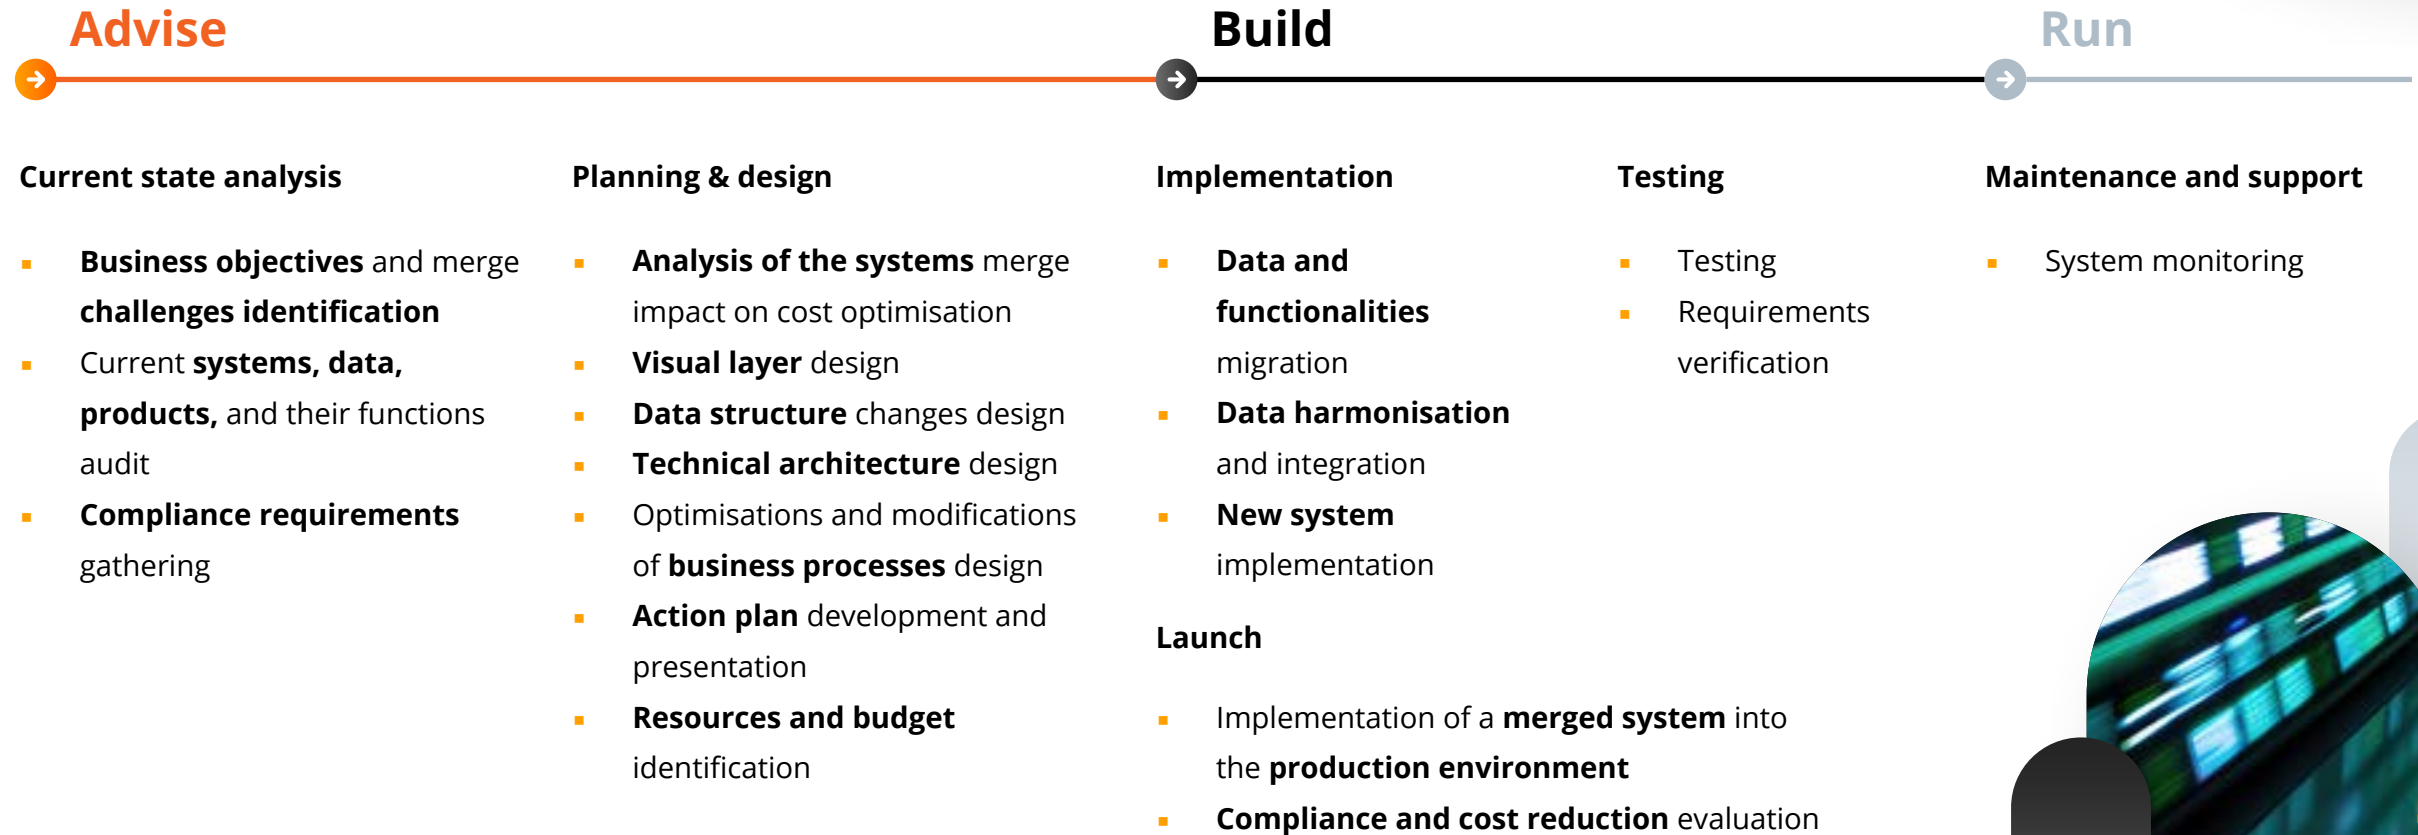 Advise
Build
Run
Current state analysis
Business objectives and merge
challenges identification
Current systems, data,
products, and their functions
audit
Compliance requirements
gathering
Planning & design
Analysis of the systems merge
impact on cost optimisation
Visual layer design
Data structure changes design
Technical architecture design
Optimisations and modifications
of business processes design
Action plan development and
presentation
Resources and budget
identification
Implementation
Data and
functionalities
migration
Data harmonisation
and integration
New system
implementation
Testing
Testing
Requirements
verification
Launch
Implementation of a merged system into
the production environment
Compliance and cost reduction evaluation
Maintenance and support
System monitoring